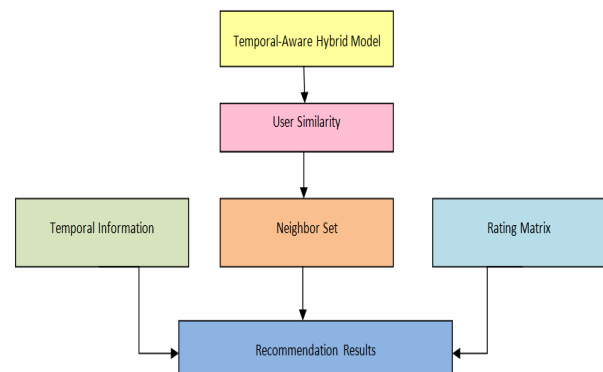 Temporal-Aware Hybrid Model
User Similarity
Temporal Information
Neighbor Set
Rating Matrix
Recommendation Results